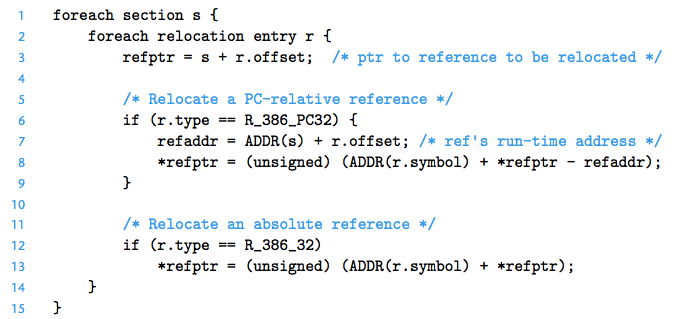 1 foreach section s {
2     foreach relocation entry r {
3         refptr = s + r.offset;  /* ptr to reference to be relocated */
4
5         /* Relocate a PC-relative reference */
6         if (r.type == R_386_PC32) {
7             refaddr = ADDR(s) + r.offset; /* ref's run-time address */
8             *refptr = (unsigned) (ADDR(r.symbol) + *refptr - refaddr);
9         }
10
11         /* Relocate an absolute reference */
12         if (r.type == R_386_32)
13             *refptr = (unsigned) (ADDR(r.symbol) + *refptr);
14     }
15 }